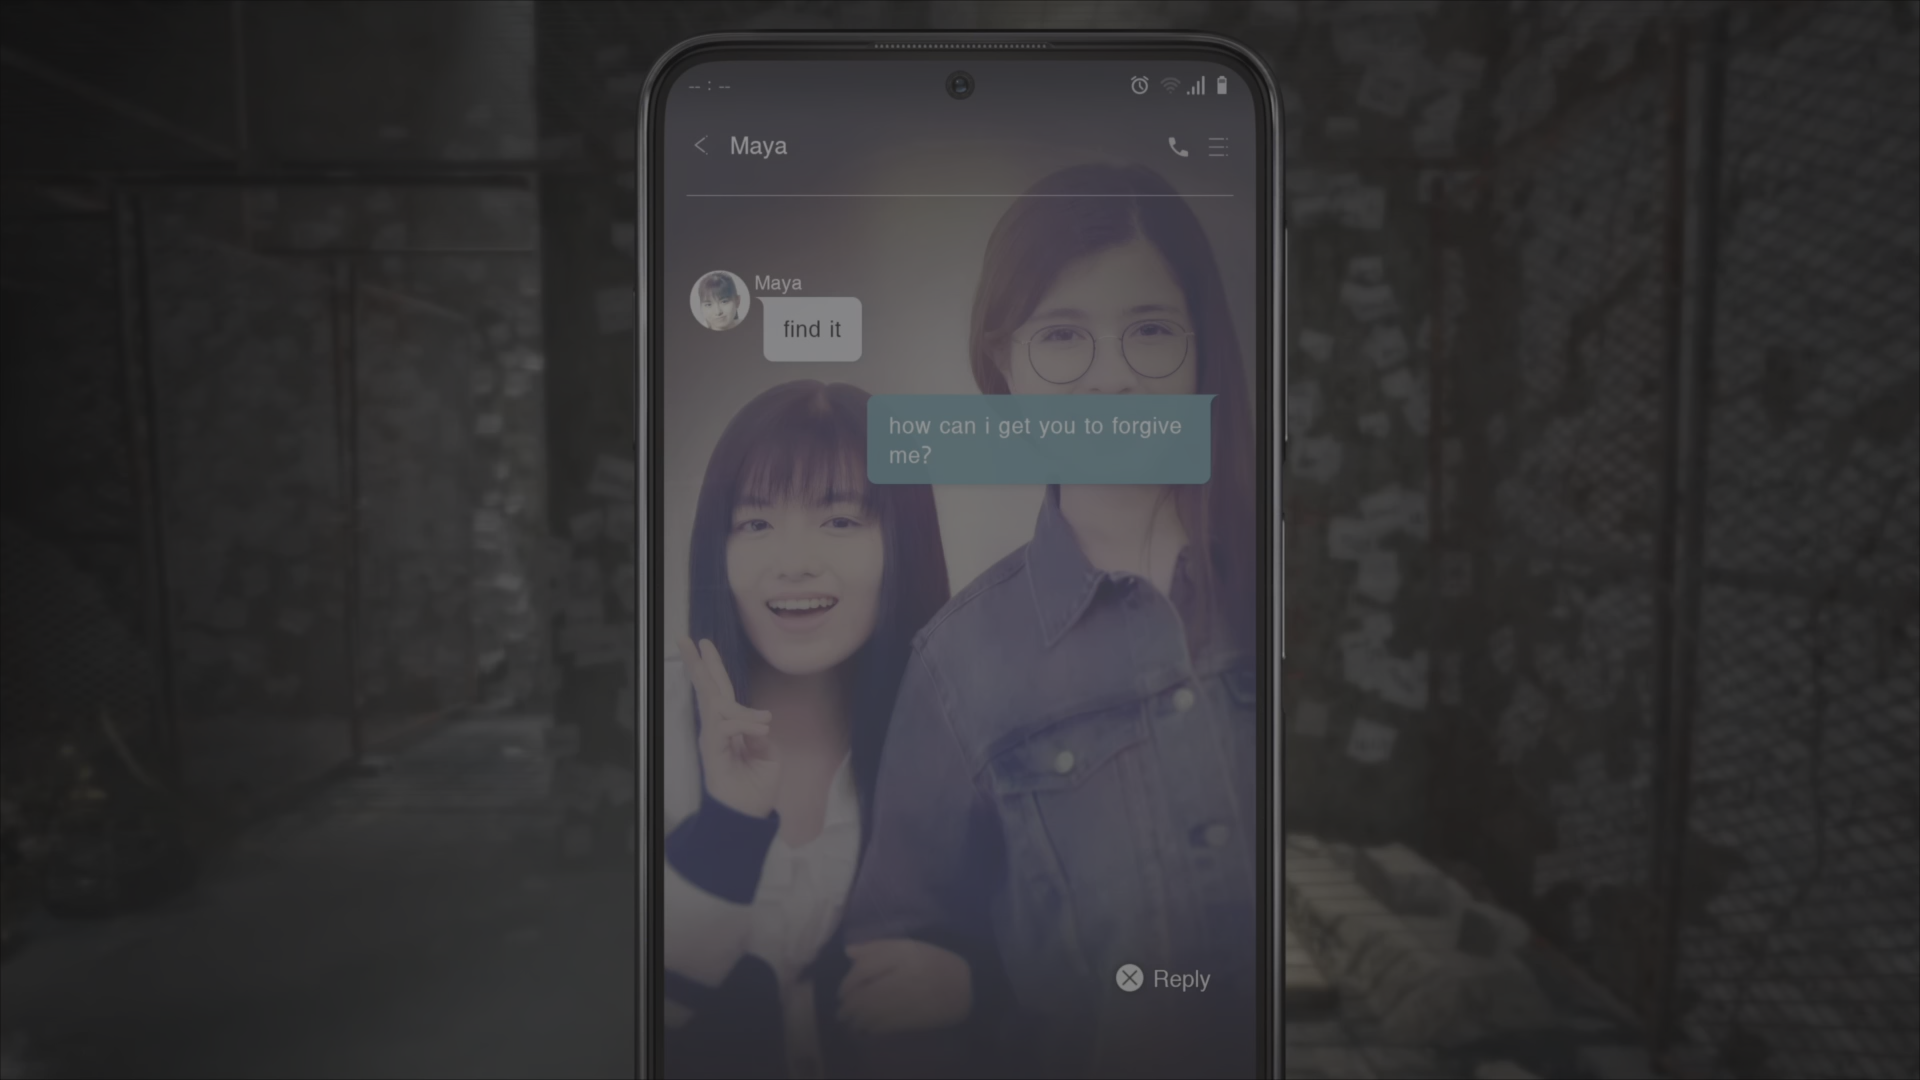 -- : --
Maya
Maya
find it
how can i get you to forgive
me?
Reply